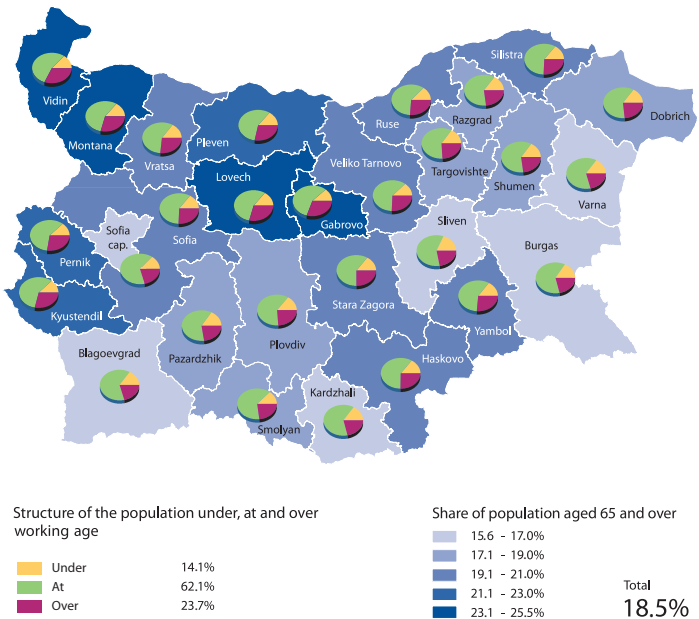 Silistra
Vidin
Montana
Vratsa
Pleven
Ruse
Razgrad
Dobrich
Veliko Tarnovo
Targovishte
Shumen
Varna
Lovech
Gabrovo
Sofia
cap.
Sofia
Sliven
Burgas
Pernik
Kyustendil
Stara Zagora
Yambol
Blagoevgrad
Pazardzhik
Plovdiv
Haskovo
Kardzhali
Smolyan
Structure of the population under, at and over
working age
Under 14.1%
At 62.1%
Over 23.7%
Share of population aged 65 and over
15.6 - 17.0%
17.1 - 19.0%
19.1 - 21.0%
21.1 - 23.0%
23.1 - 25.5%
Total
18.5%